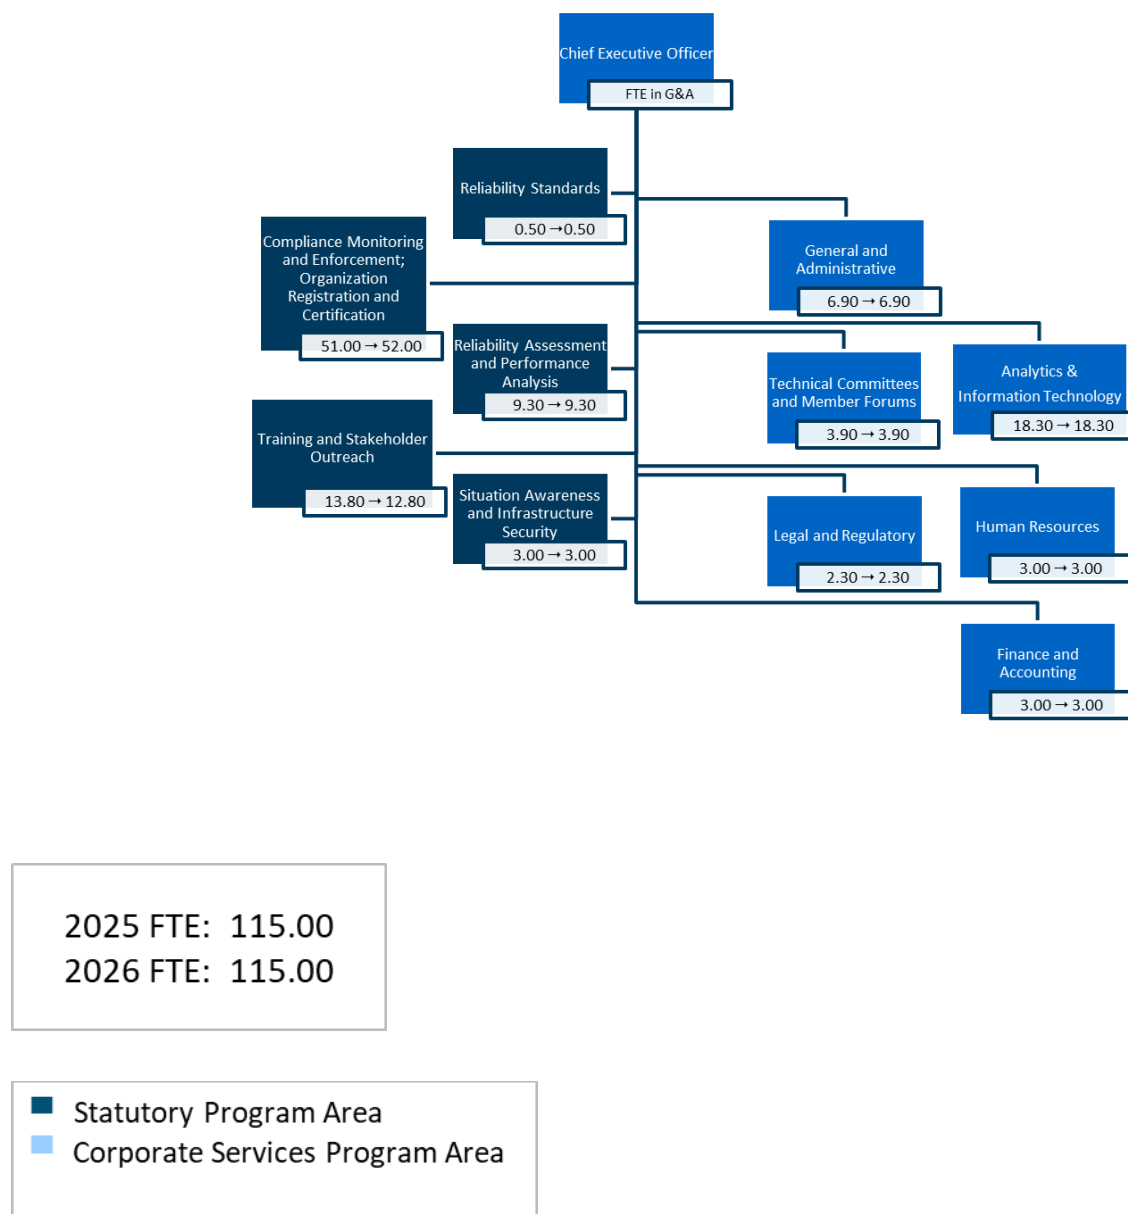 Chief Executive Officer
FTE in G&A
Reliability Standards
0.50 →0.50
Compliance Monitoring
and Enforcement;
Organization
Registration and
Certification
51.00 → 52.00
General and
Administrative
6.90 → 6.90
Reliability Assessment
and Performance
Analysis
9.30 → 9.30
Technical Committees
and Member Forums
3.90 → 3.90
Analytics &
Information Technology
18.30 → 18.30
Training and Stakeholder
Outreach
13.80 → 12.80
Situation Awareness
and Infrastructure
Security
3.00 → 3.00
Legal and Regulatory
2.30 → 2.30
Human Resources
3.00 → 3.00
Finance and
Accounting
3.00 → 3.00
2025 FTE: 115.00
2026 FTE: 115.00
Statutory Program Area
Corporate Services Program Area